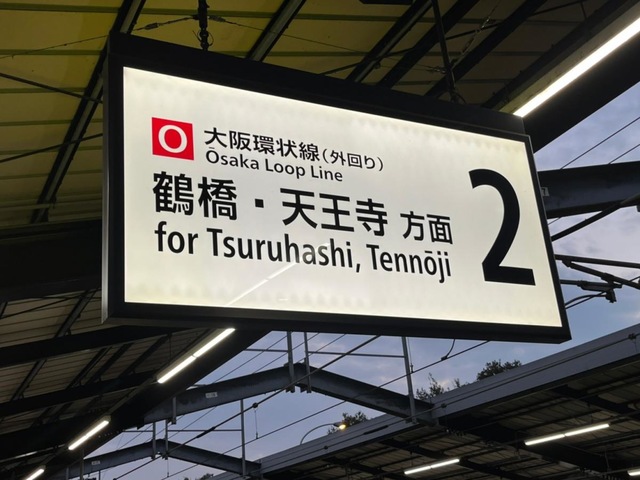 O 大阪環状線(外回り)
Ōsaka Loop Line
鶴橋・天王寺 方面
for Tsuruhashi, Tennōji
2